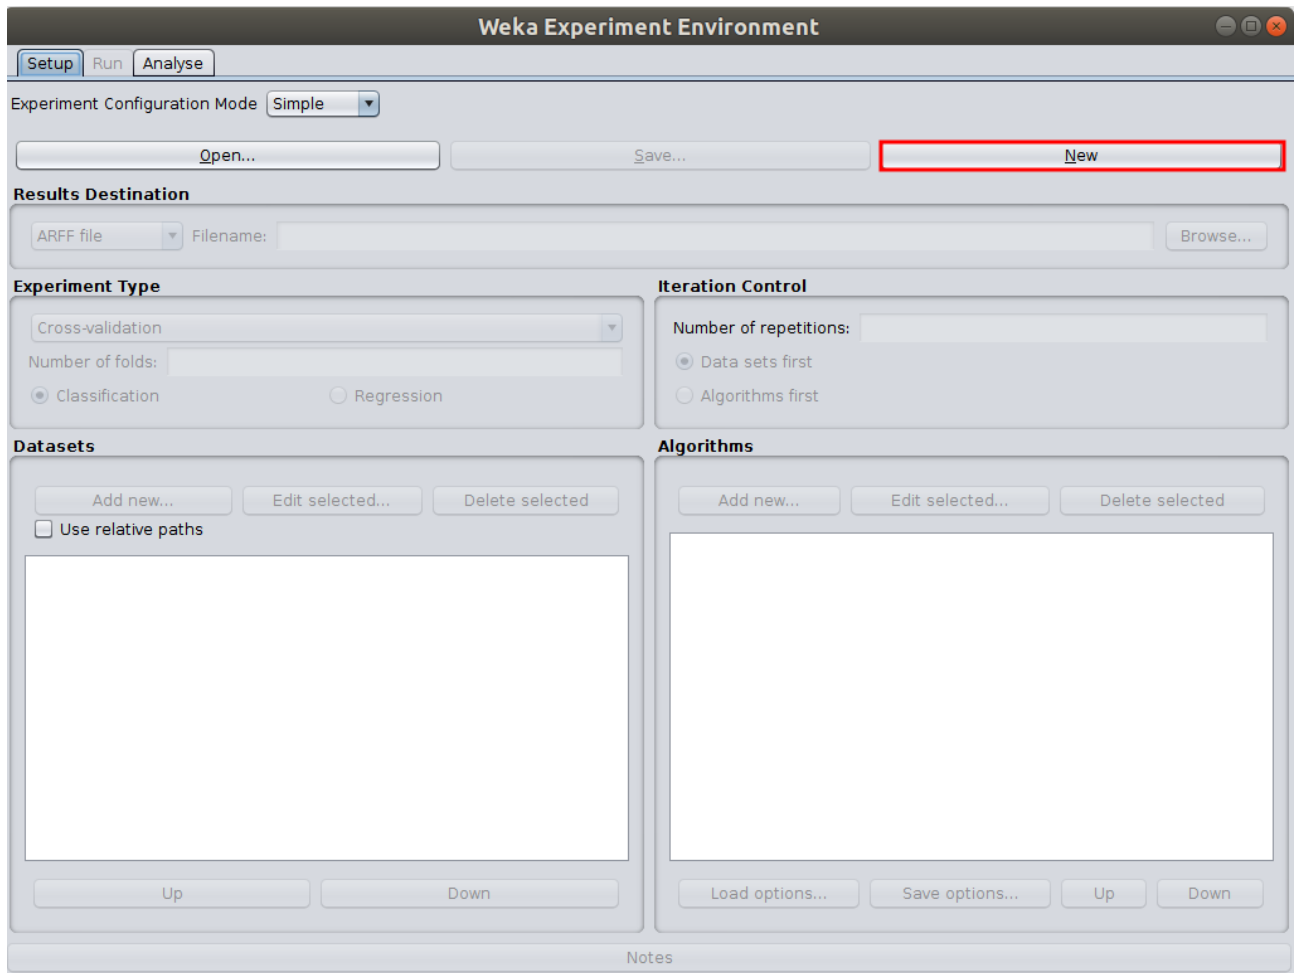 Weka Experiment Environment
Setup Run Analyse
Experiment Configuration Mode Simple
Open... Save... New
Results Destination
ARFF file Filename: Browse...
Experiment Type Iteration Control
Cross-validation Number of repetitions:
Number of folds: Data sets first
Classification Regression Algorithms first
Datasets Algorithms
Add new... Edit selected... Delete selected Add new... Edit selected... Delete selected
Use relative paths
Up Down Load options... Save options... Up Down
Notes